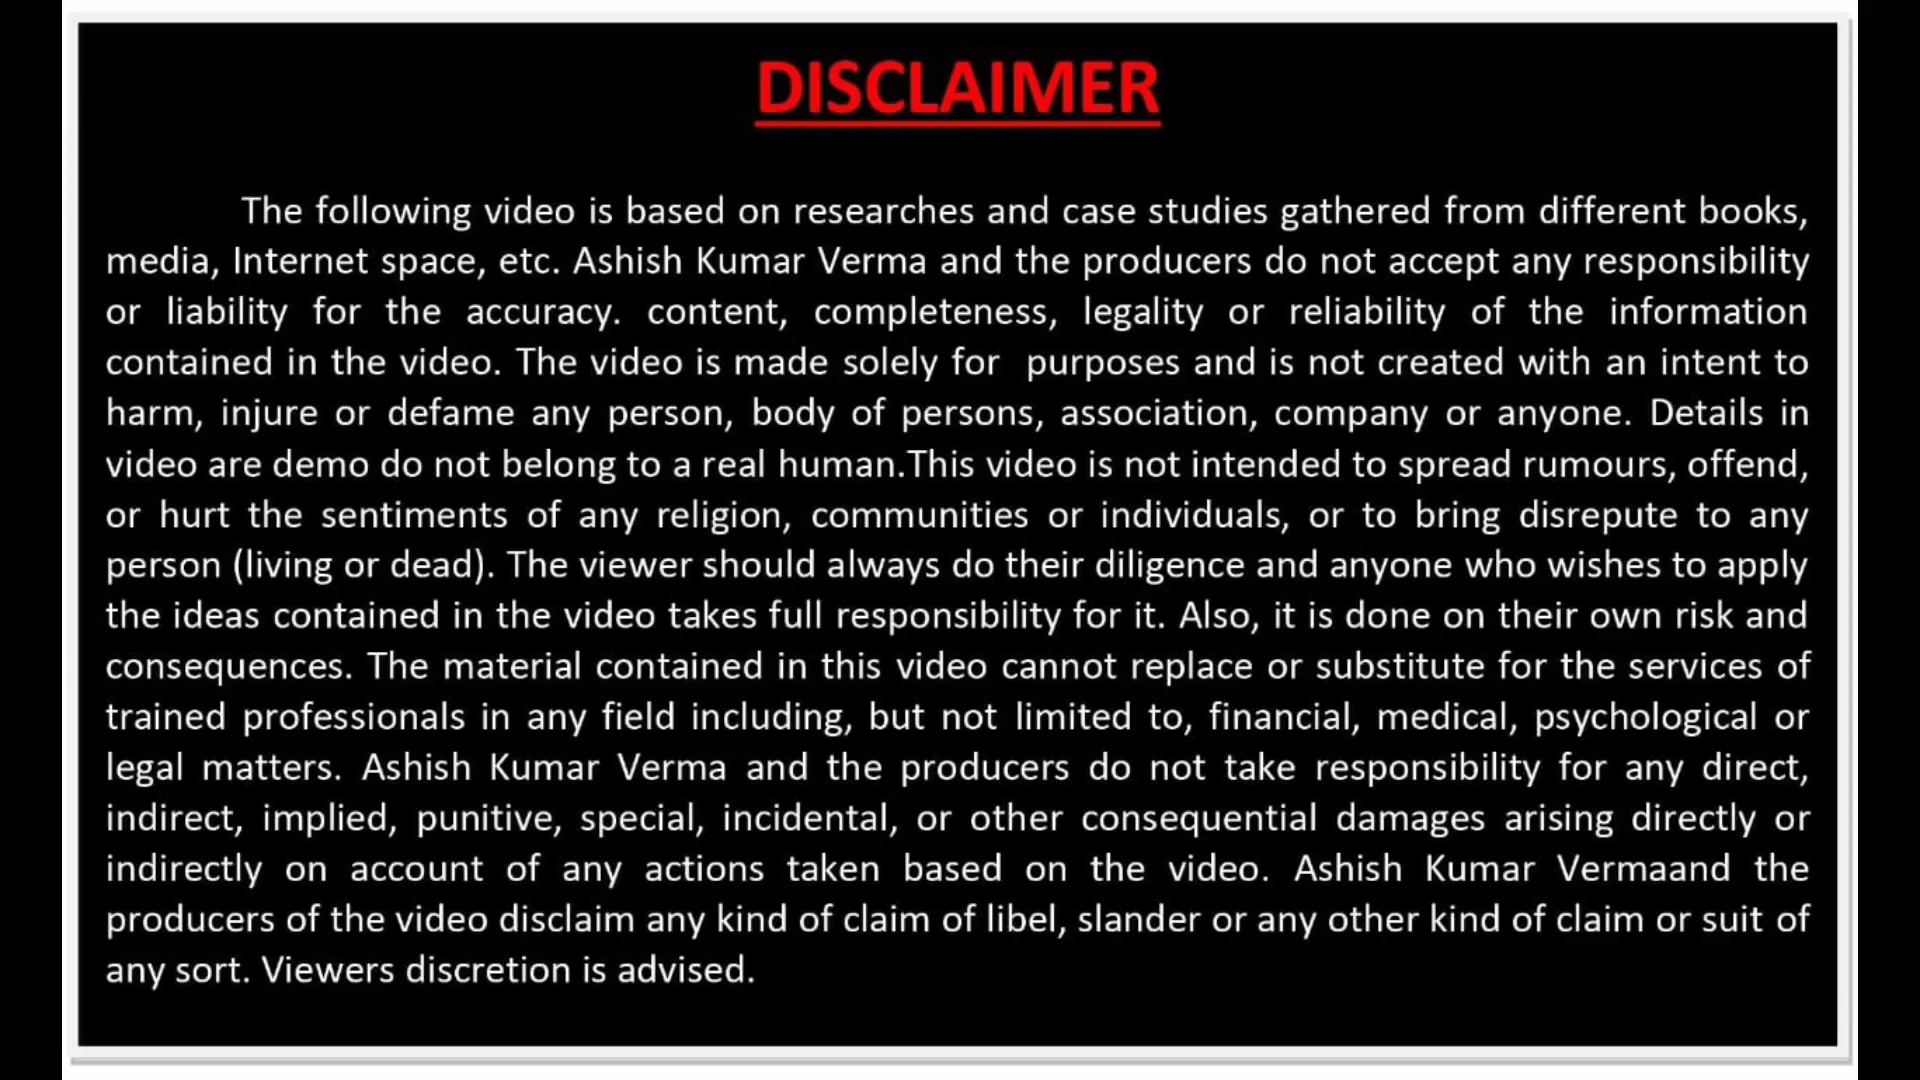 DISCLAIMER
The following video is based on researches and case studies gathered from different books,
media, Internet space, etc. Ashish Kumar Verma and the producers do not accept any responsibility
or liability for the accuracy. content, completeness, legality or reliability of the information
contained in the video. The video is made solely for purposes and is not created with an intent to
harm, injure or defame any person, body of persons, association, company or anyone. Details in
video are demo do not belong to a real human.This video is not intended to spread rumours, offend,
or hurt the sentiments of any religion, communities or individuals, or to bring disrepute to any
person (living or dead). The viewer should always do their diligence and anyone who wishes to apply
the ideas contained in the video takes full responsibility for it. Also, it is done on their own risk and
consequences. The material contained in this video cannot replace or substitute for the services of
trained professionals in any field including, but not limited to, financial, medical, psychological or
legal matters. Ashish Kumar Verma and the producers do not take responsibility for any direct,
indirect, implied, punitive, special, incidental, or other consequential damages arising directly or
indirectly on account of any actions taken based on the video. Ashish Kumar Vermaand the
producers of the video disclaim any kind of claim of libel, slander or any other kind of claim or suit of
any sort. Viewers discretion is advised.